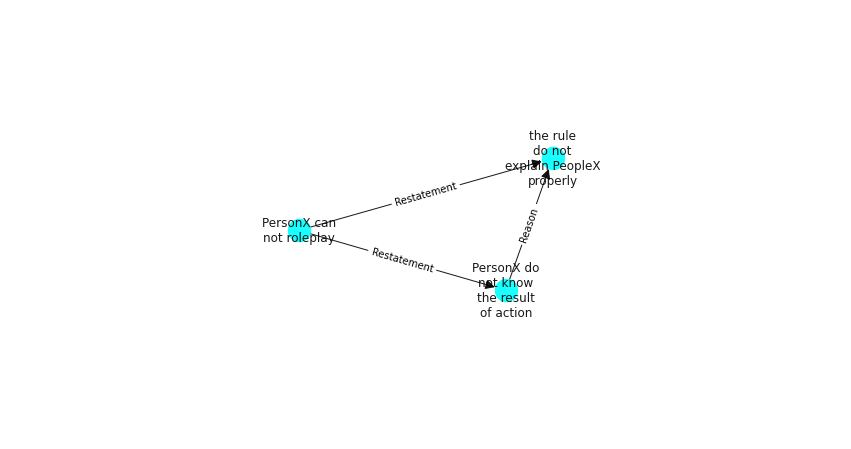 the rule
do not
explain PeopleX
properly
Restatement
PersonX can
not roleplay
Reason
Restatement
PersonX do
not know
the result
of action